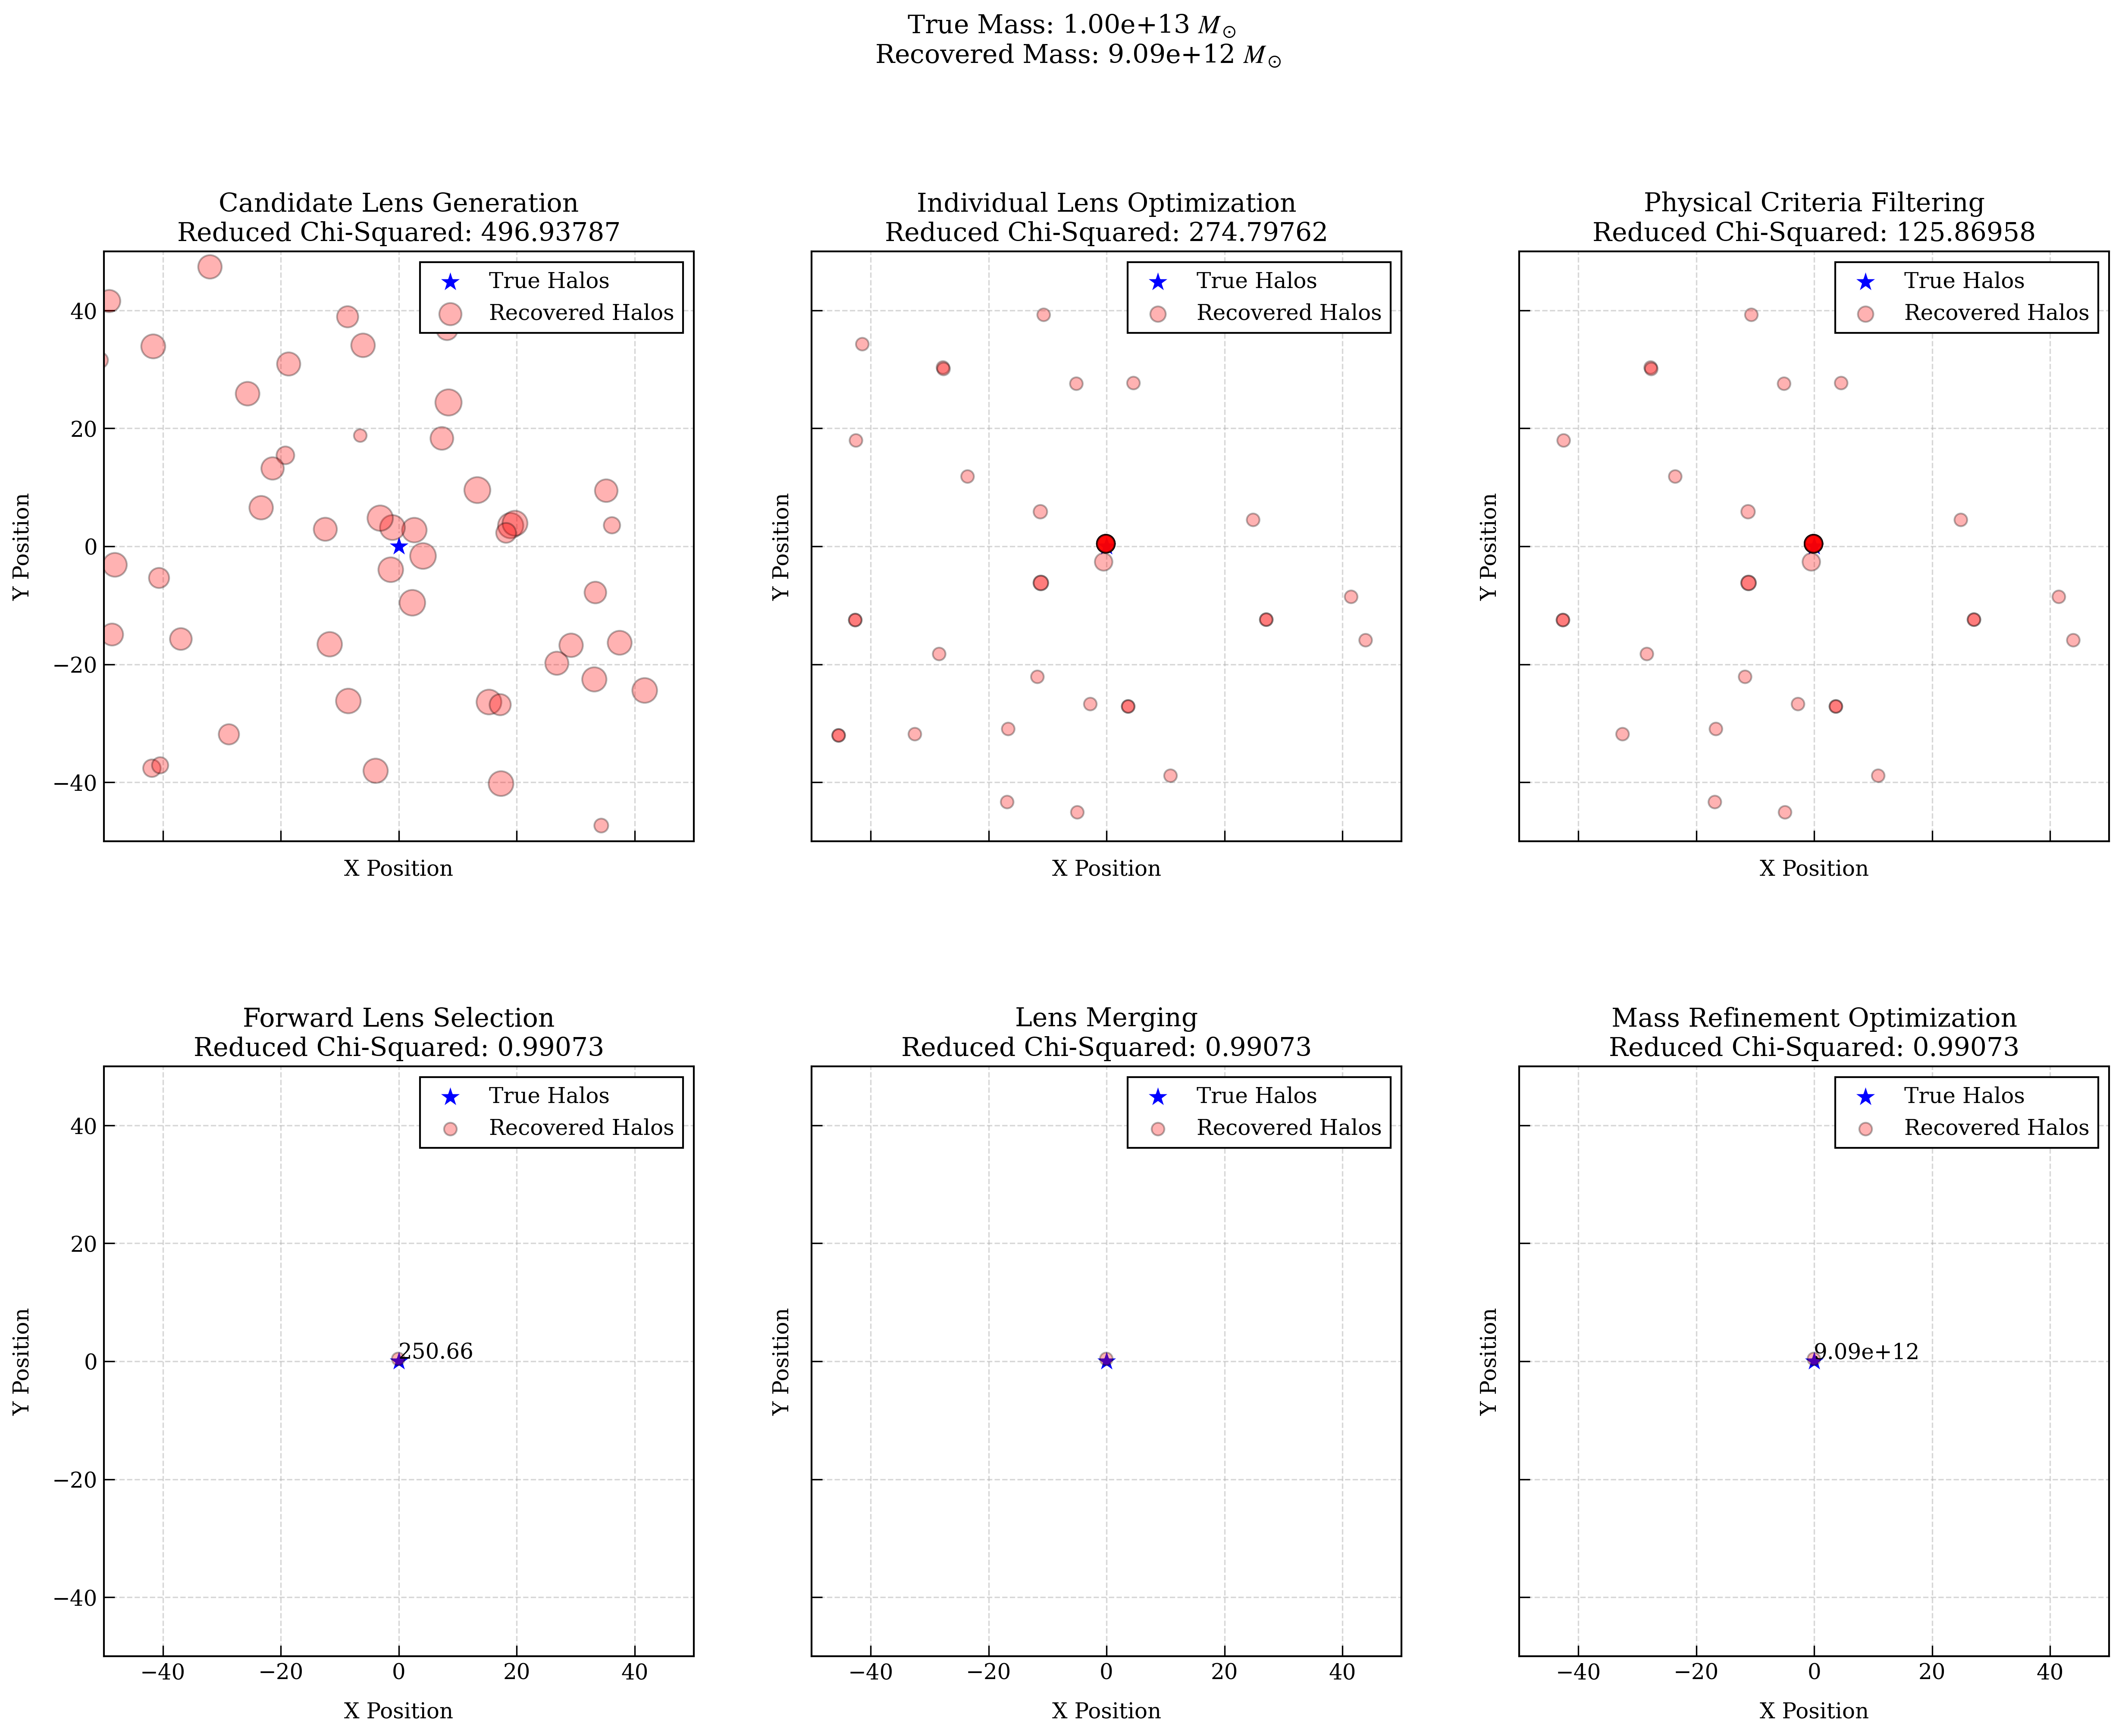 True Mass: 1.00e+13 M⊙
Recovered Mass: 9.09e+12 M⊙
Candidate Lens Generation
Reduced Chi-Squared: 496.93787
True Halos
Recovered Halos
40
20
0
−20
−40
Y Position
X Position
Individual Lens Optimization
Reduced Chi-Squared: 274.79762
True Halos
Recovered Halos
Y Position
X Position
Physical Criteria Filtering
Reduced Chi-Squared: 125.86958
True Halos
Recovered Halos
Y Position
X Position
Forward Lens Selection
Reduced Chi-Squared: 0.99073
True Halos
Recovered Halos
250.66
40
20
0
−20
−40
Y Position
−40 −20 0 20 40
X Position
Lens Merging
Reduced Chi-Squared: 0.99073
True Halos
Recovered Halos
Y Position
−40 −20 0 20 40
X Position
Mass Refinement Optimization
Reduced Chi-Squared: 0.99073
True Halos
Recovered Halos
9.09e+12
Y Position
−40 −20 0 20 40
X Position